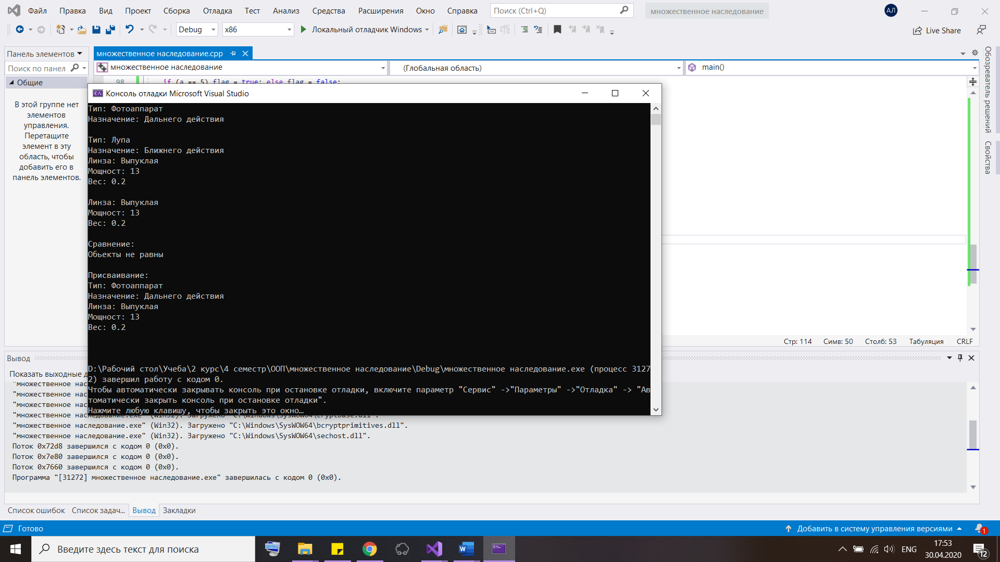 Файл Правка Вид Проект Сборка Отладка Тест Анализ Средства Расширения Окно Справка Поиск (Ctrl+Q) множественное наследование АЛ
Debug x86 Локальный отладчик Windows Live Share
Панель элементов
Поиск по панел
Общие
В этой группе нет
элементов
управления.
Перетащите
элемент в эту
область, чтобы
добавить его в
панель элементов.
множественное наследование.cpp
множественное наследование (Глобальная область) main()
98 if (a == 5) flag = true; else flag = false;
Консоль отладки Microsoft Visual Studio
Тип: Фотоаппарат
Назначение: Дальнего действия
Тип: Лупа
Назначение: Ближнего действия
Линза: Выпуклая
Мощност: 13
Вес: 0.2
Линза: Выпуклая
Мощност: 13
Вес: 0.2
Сравнение:
Обьекты не равны
Присваивание:
Тип: Фотоаппарат
Назначение: Дальнего действия
Линза: Выпуклая
Мощност: 13
Вес: 0.2
D:\Рабочий стол\Учеба\2 курс\4 семестр\ООП\множественное наследование\Debug\множественное наследование.exe (процесс 3127
2) завершил работу с кодом 0.
Чтобы автоматически закрывать консоль при остановке отладки, включите параметр "Сервис" ->"Параметры" ->"Отладка" -> "Ав
томатически закрыть консоль при остановке отладки".
Нажмите любую клавишу, чтобы закрыть это окно…
Обозреватель решений
Свойства
Стр: 114 Симв: 50 Столб: 53 Табуляция CRLF
Вывод
Показать выходные д
"множественное нас
"множественное нас
"множественное нас
"множественное наследование.exe" (Win32). Загружено "C:\Windows\SysWOW64\cryptbase.dll".
"множественное наследование.exe" (Win32). Загружено "C:\Windows\SysWOW64\bcryptprimitives.dll".
"множественное наследование.exe" (Win32). Загружено "C:\Windows\SysWOW64\sechost.dll".
Поток 0x72d8 завершился с кодом 0 (0x0).
Поток 0x7e80 завершился с кодом 0 (0x0).
Поток 0x7660 завершился с кодом 0 (0x0).
Программа "[31272] множественное наследование.exe" завершилась с кодом 0 (0x0).
Список ошибок Список задач... Вывод Закладки
Готово Добавить в систему управления версиями 1
Введите здесь текст для поиска ENG 17:53
30.04.2020 12